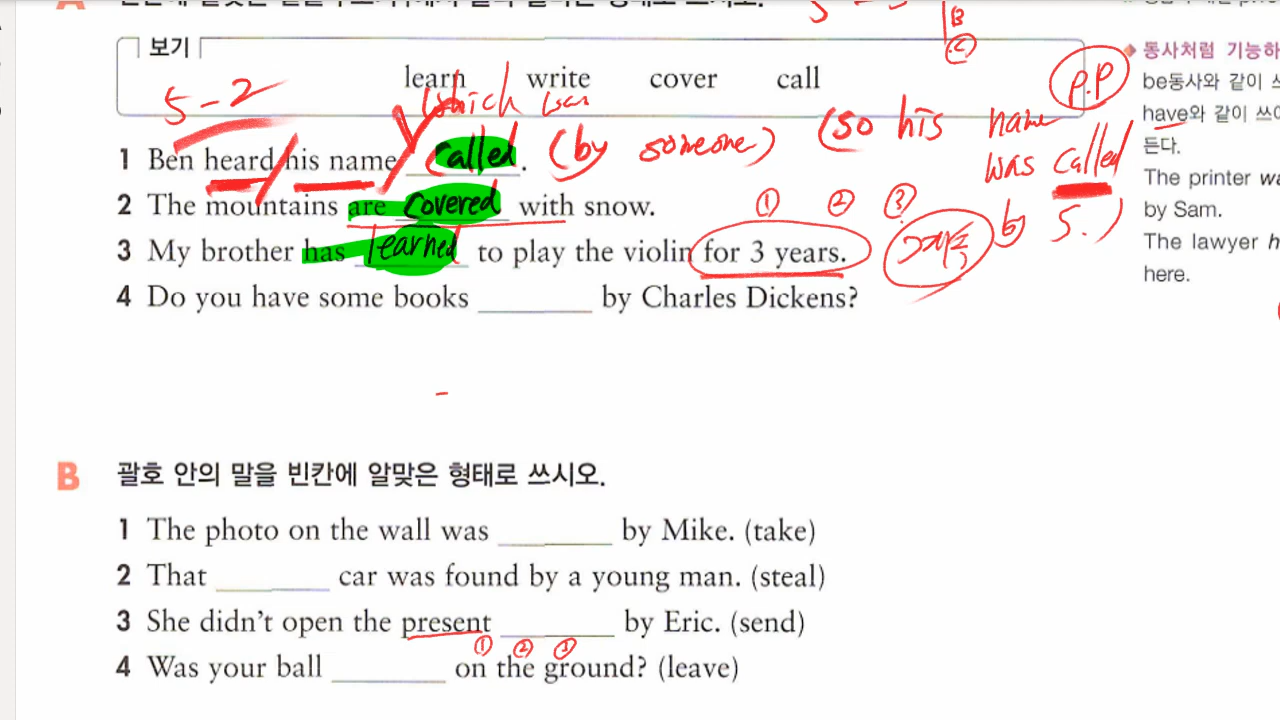 보기
learn write cover call
5-2
which was
1 Ben heard his name called. (by someone) (so his name was called by S.)
2 The mountains are covered with snow. ① ② ③
3 My brother has learned to play the violin for 3 years.
4 Do you have some books ________ by Charles Dickens?
p.p
B 괄호 안의 말을 빈칸에 알맞은 형태로 쓰시오.
1 The photo on the wall was ________ by Mike. (take)
2 That ________ car was found by a young man. (steal)
3 She didn't open the present ________ by Eric. (send)
① ② ③
4 Was your ball ________ on the ground? (leave)
◆ 동사처럼 기능하
be동사와 같이 쓰
have와 같이 쓰이
든다.
The printer wa
by Sam.
The lawyer h
here.